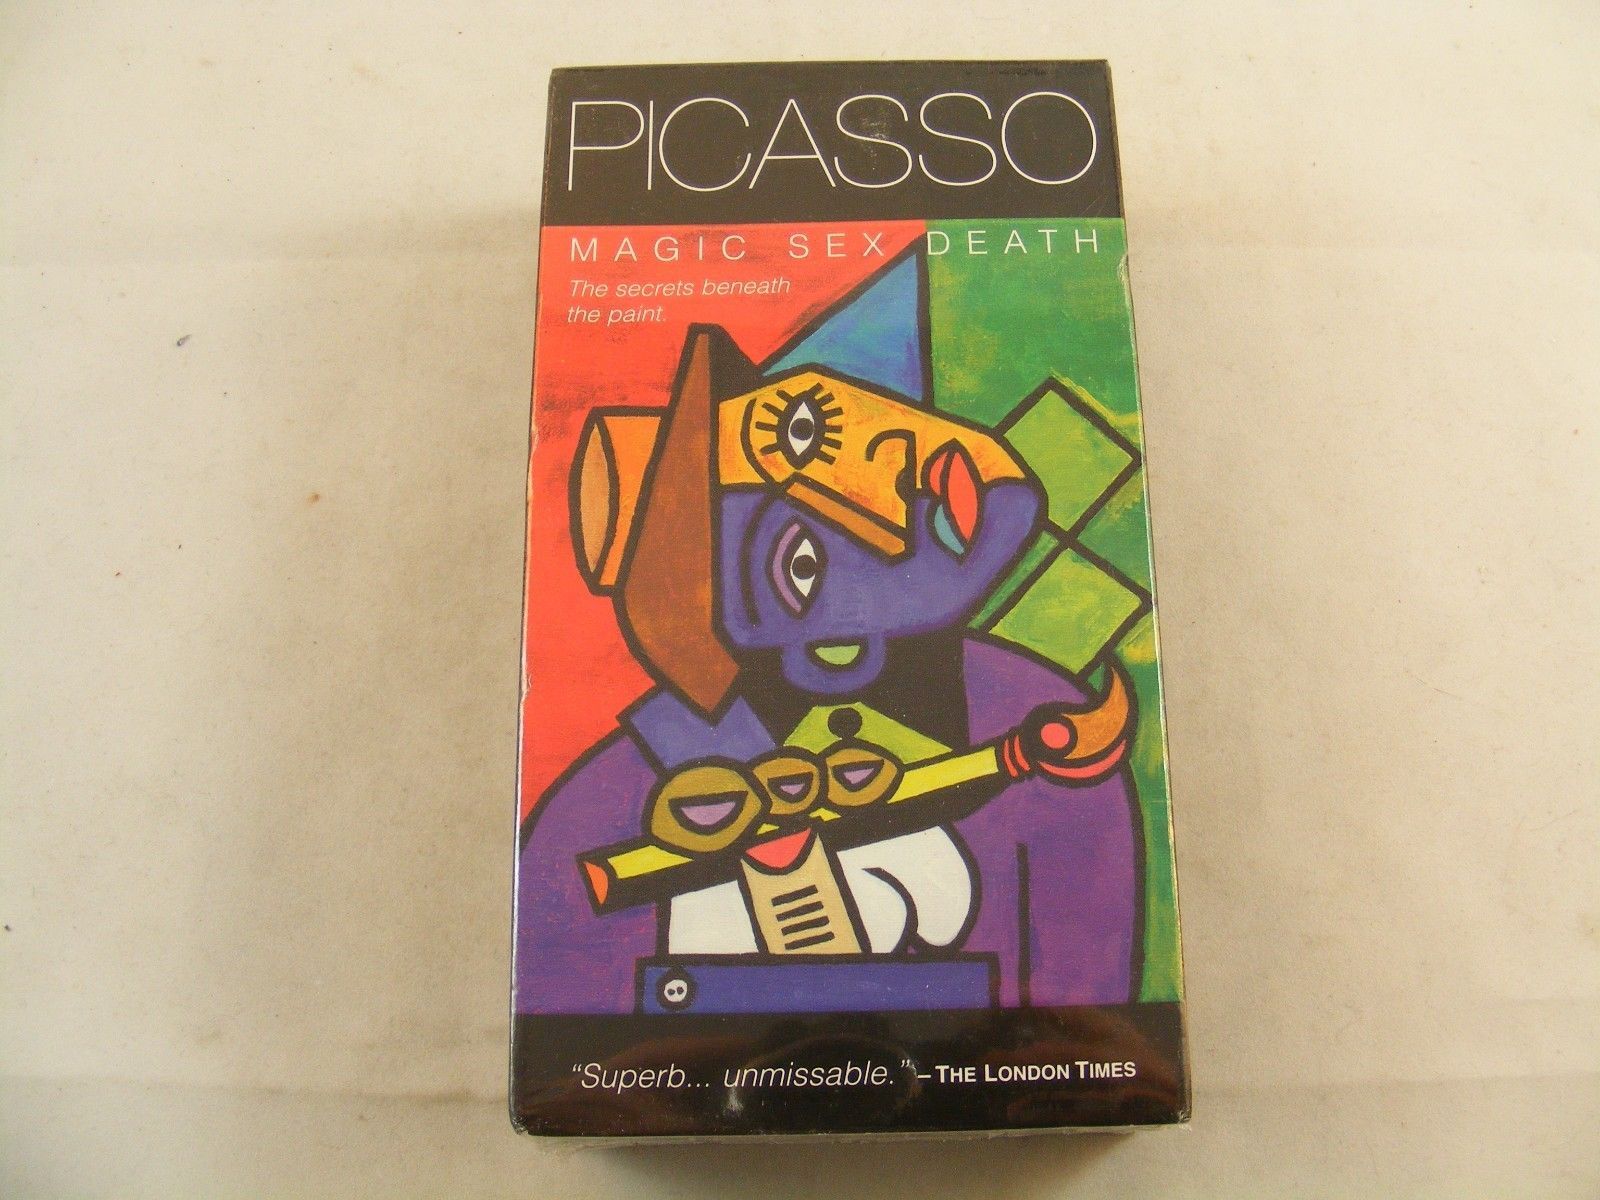 PICASSO
MAGIC SEX DEATH
The secrets beneath
the paint.
“Superb... unmissable.” – THE LONDON TIMES